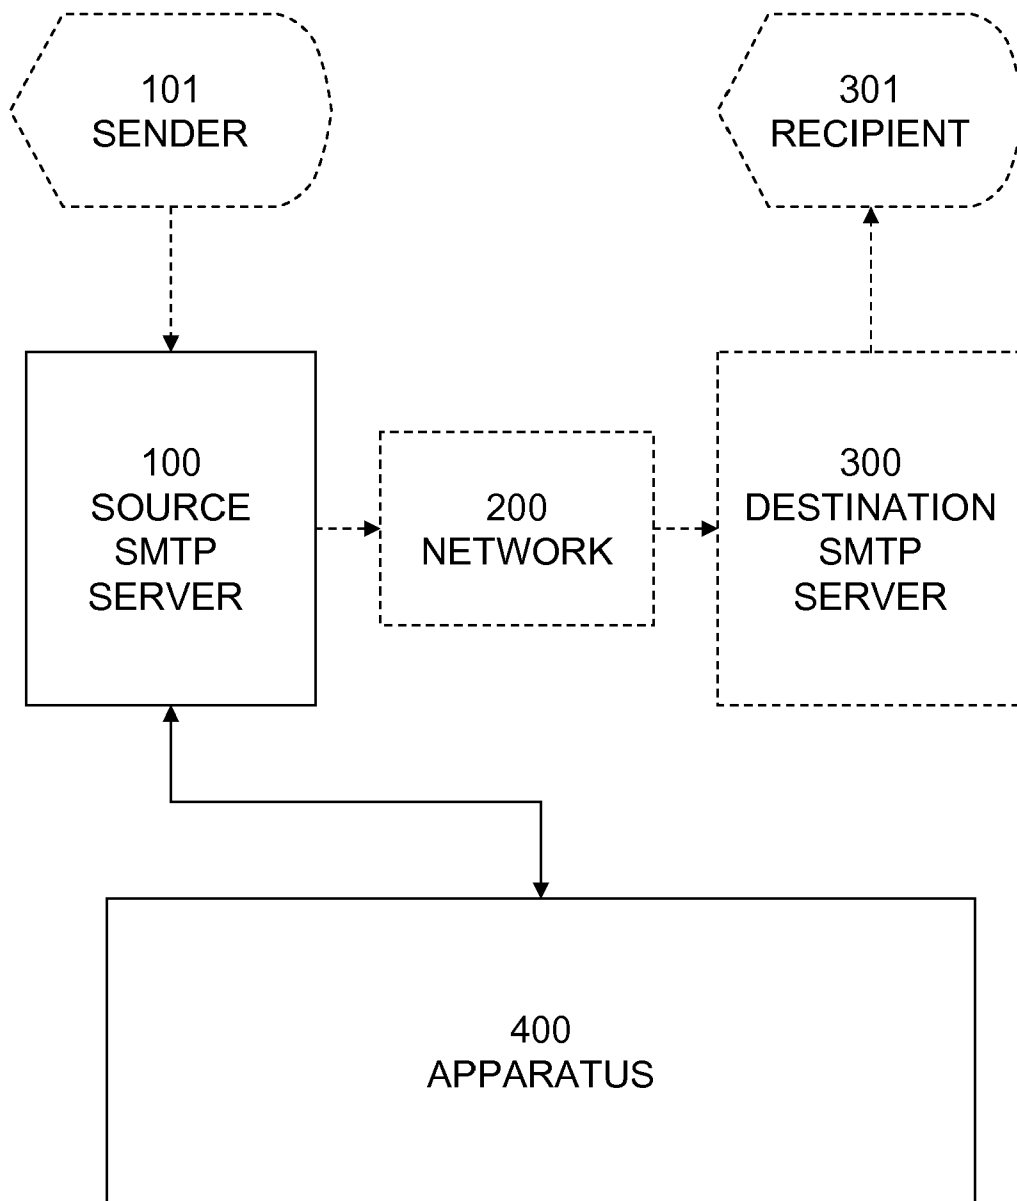 101
SENDER
301
RECIPIENT
100
SOURCE
SMTP
SERVER
200
NETWORK
300
DESTINATION
SMTP
SERVER
400
APPARATUS